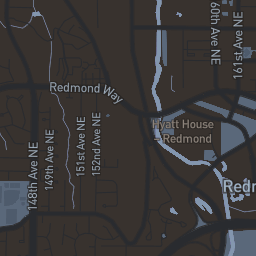 160th Ave NE
161st Ave NE
Redmond Way
Hyatt House
- Redmond
151st Ave NE
152nd Ave NE
149th Ave NE
148th Ave NE
Redm